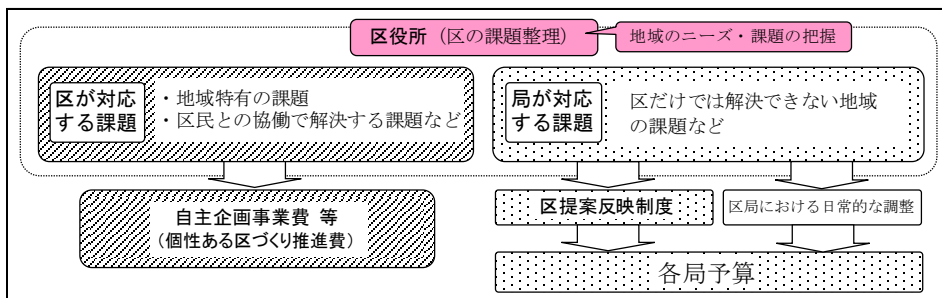 区役所（区の課題整理）
地域のニーズ・課題の把握
区が対応
する課題
・地域特有の課題
・区民との協働で解決する課題など
局が対応
する課題
区だけでは解決できない地域
の課題など
自主企画事業費 等
（個性ある区づくり推進費）
区提案反映制度
区局における日常的な調整
各局予算